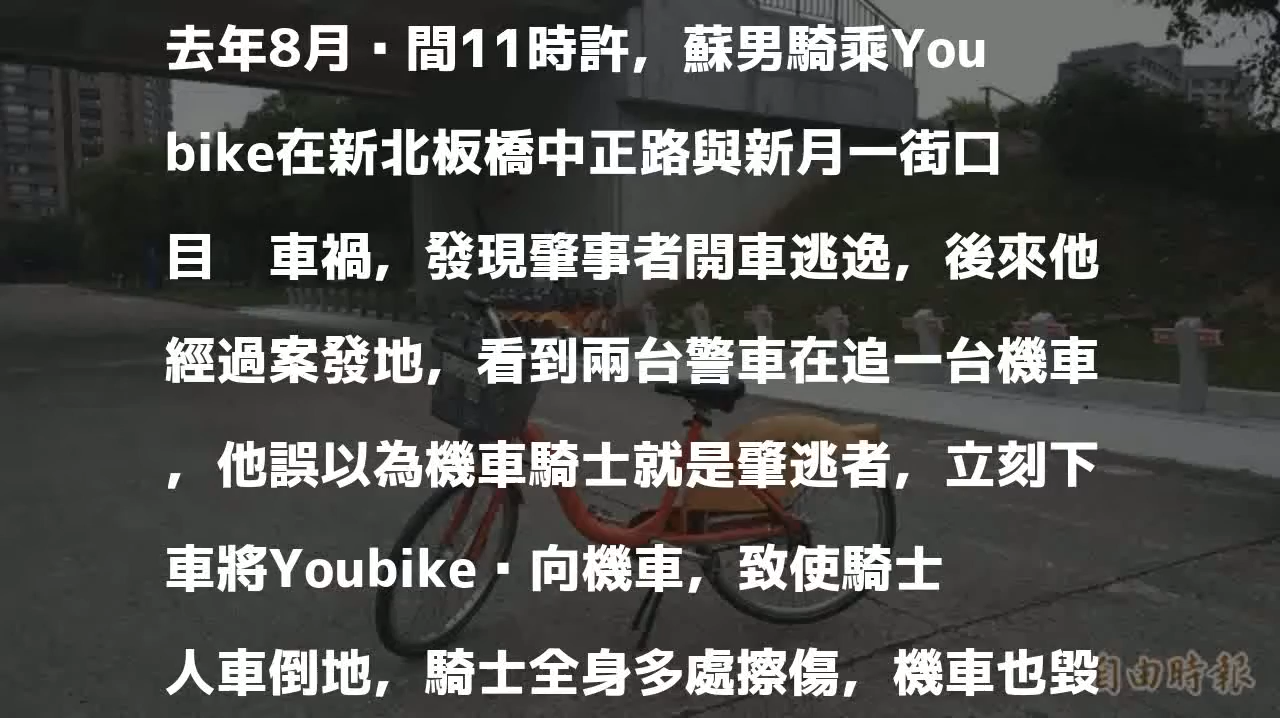 去年8月▪間11時許，蘇男騎乘You
bike在新北板橋中正路與新月一街口
目　車禍，發現肇事者開車逃逸，後來他
經過案發地，看到兩台警車在追一台機車
，他誤以為機車騎士就是肇逃者，立刻下
車將Youbike▪向機車，致使騎士
人車倒地，騎士全身多處擦傷，機車也毀
自由時報